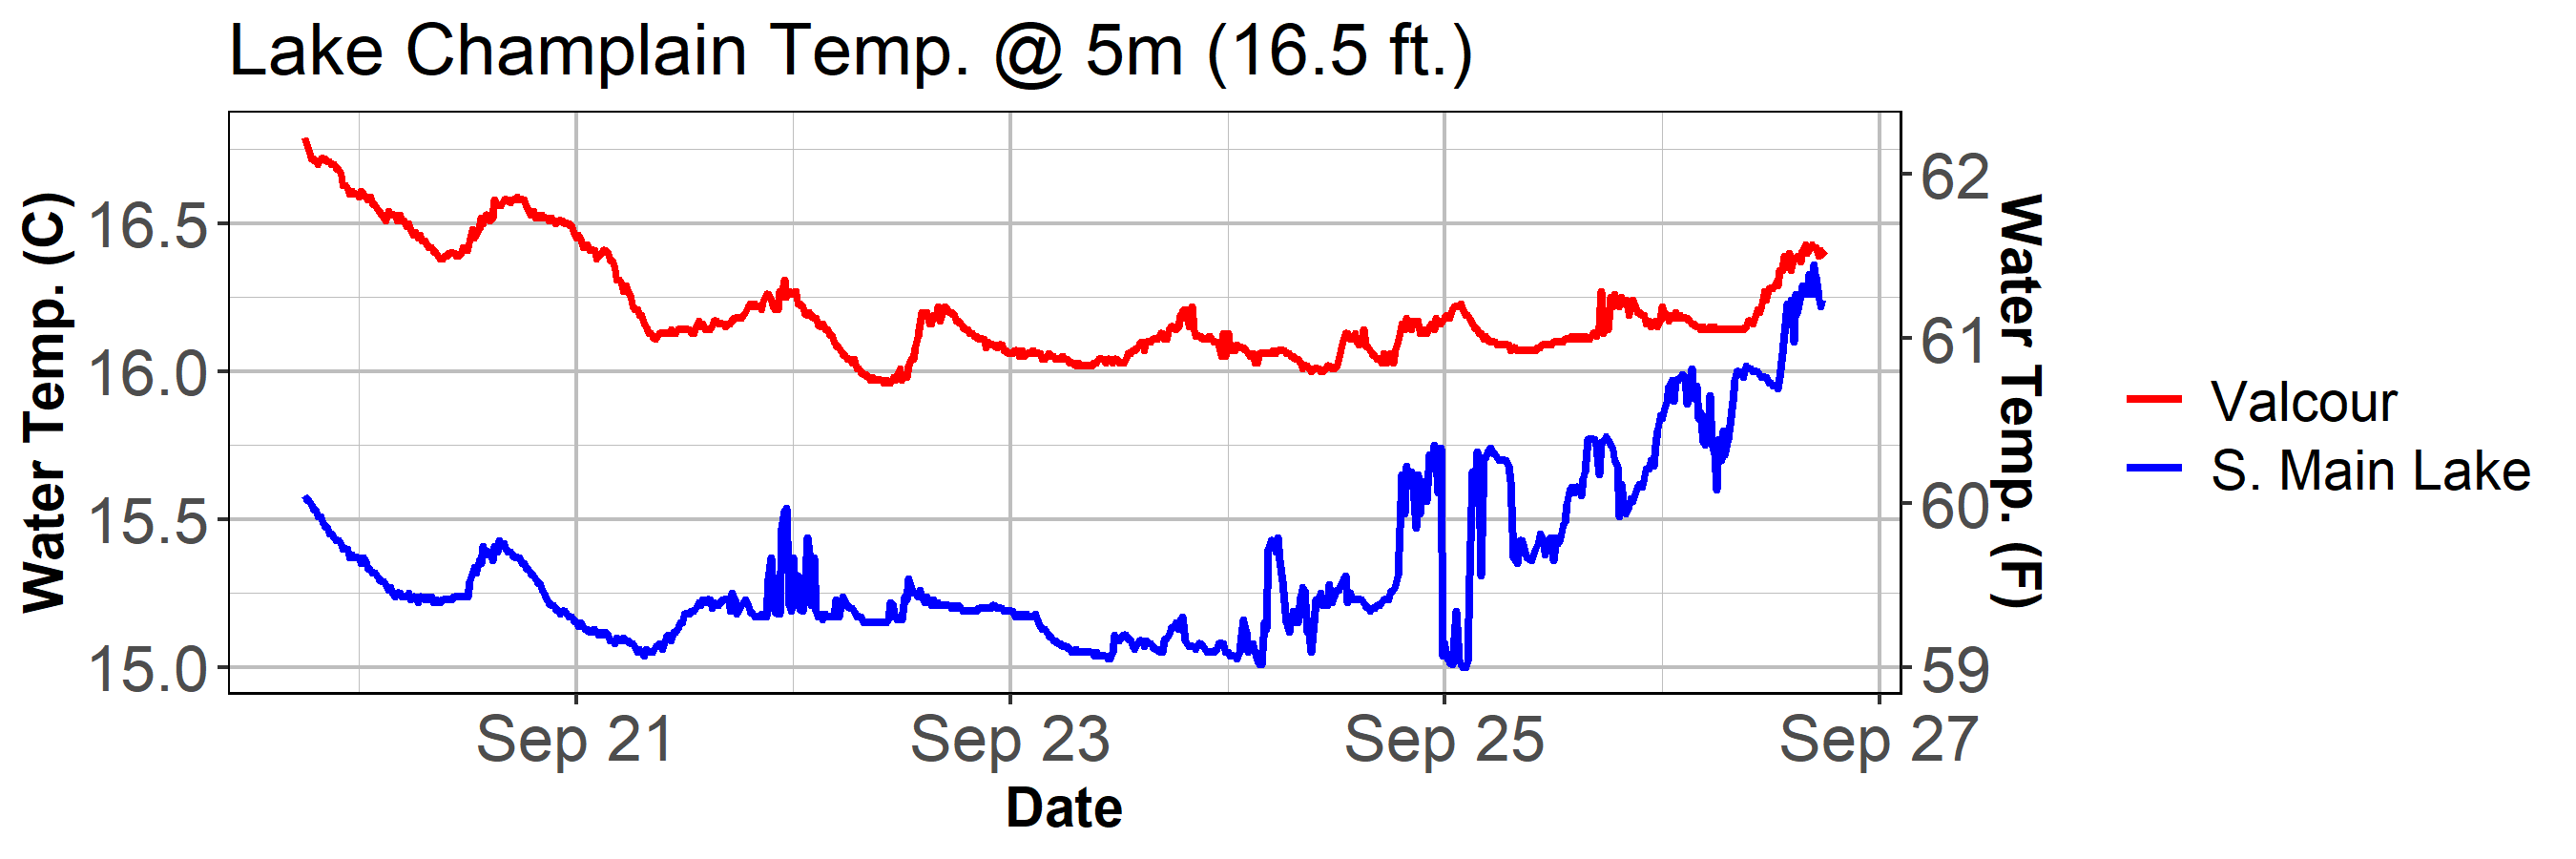 Lake Champlain Temp. @ 5m (16.5 ft.)
Water Temp. (C)
16.5
16.0
15.5
15.0
62
61
60
59
Water Temp. (F)
Sep 21
Sep 23
Sep 25
Sep 27
Date
Valcour
S. Main Lake